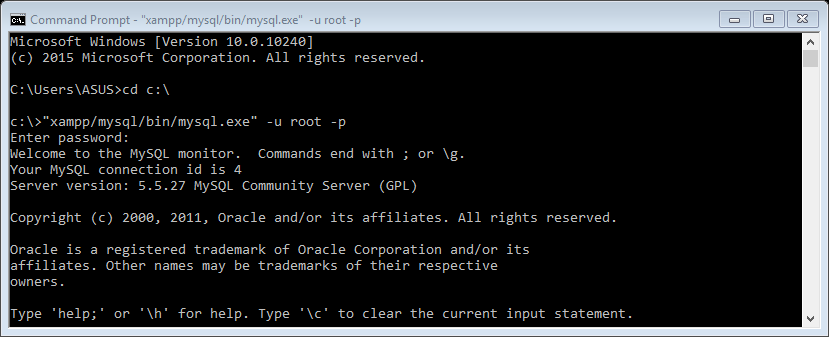 Command Prompt - "xampp/mysql/bin/mysql.exe" -u root -p
Microsoft Windows [Version 10.0.10240]
(c) 2015 Microsoft Corporation. All rights reserved.
C:\Users\ASUS>cd c:\
c:\>"xampp/mysql/bin/mysql.exe" -u root -p
Enter password:
Welcome to the MySQL monitor.  Commands end with ; or \g.
Your MySQL connection id is 4
Server version: 5.5.27 MySQL Community Server (GPL)
Copyright (c) 2000, 2011, Oracle and/or its affiliates. All rights reserved.
Oracle is a registered trademark of Oracle Corporation and/or its
affiliates. Other names may be trademarks of their respective
owners.
Type 'help;' or '\h' for help. Type '\c' to clear the current input statement.